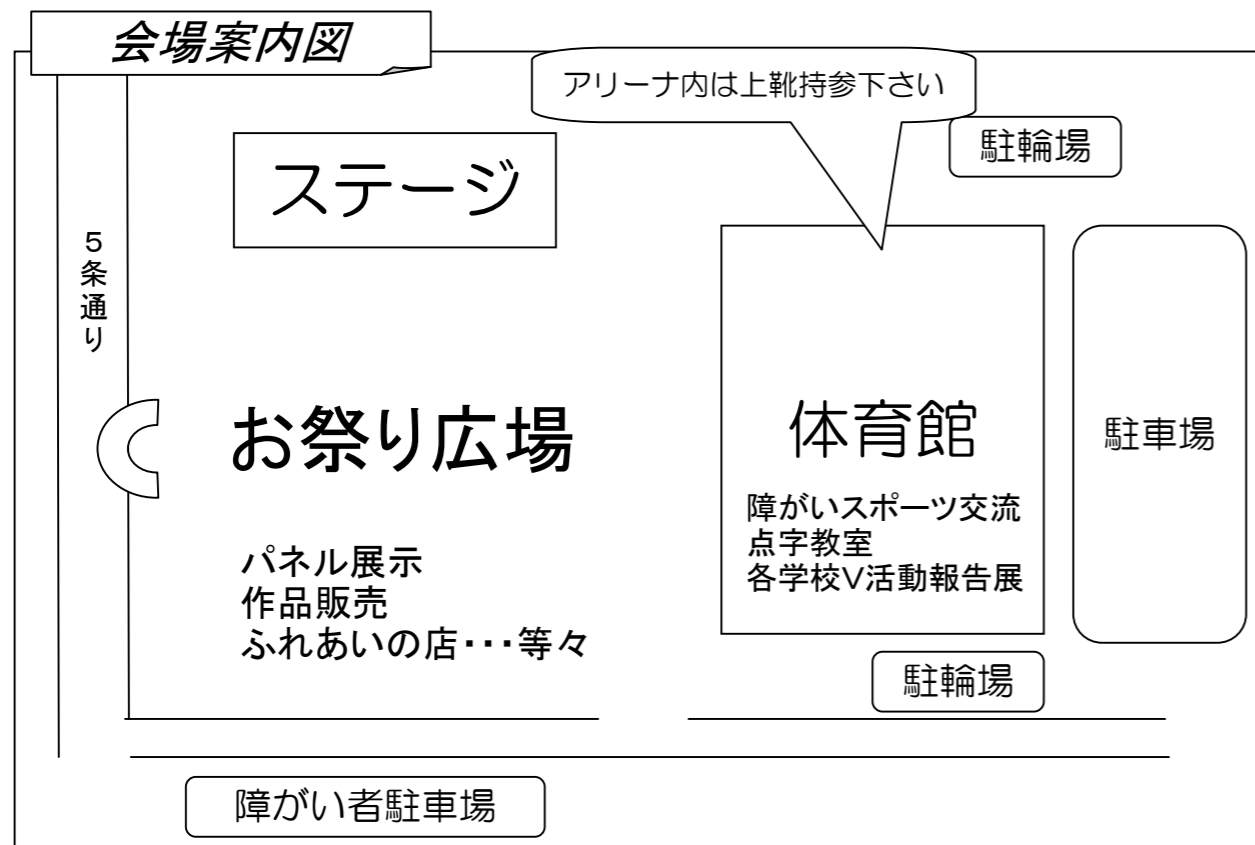 会場案内図
アリーナ内は上靴持参下さい
駐輪場
ステージ
5条通り
お祭り広場
パネル展示
作品販売
ふれあいの店・・・等々
体育館
障がいスポーツ交流
点字教室
各学校V活動報告展
駐車場
駐輪場
障がい者駐車場